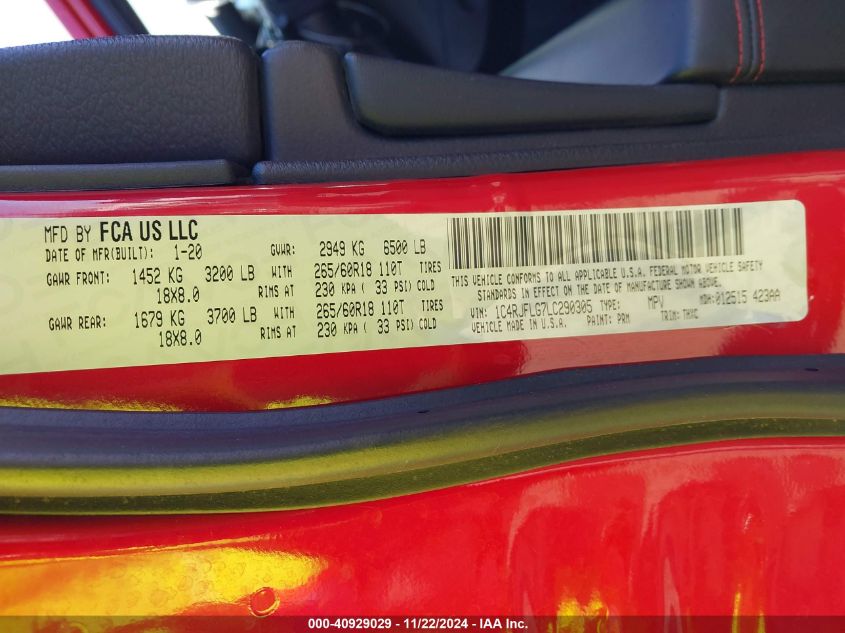 MFD BY FCA US LLC
DATE OF MFR(BUILT): 1-20 GVWR: 2949 KG 6500 LB
GAWR FRONT: 1452 KG 3200 LB WITH 265/60R18 110T TIRES
18X8.0 RIMS AT 230 KPA ( 33 PSI) COLD
GAWR REAR: 1679 KG 3700 LB WITH 265/60R18 110T TIRES
18X8.0 RIMS AT 230 KPA ( 33 PSI) COLD
THIS VEHICLE CONFORMS TO ALL APPLICABLE U.S.A. FEDERAL MOTOR VEHICLE SAFETY
STANDARDS IN EFFECT ON THE DATE OF MANUFACTURE SHOWN ABOVE.
VIN: 1C4RJFLG7LC290305 TYPE: MPV MDH:012515 423AA
VEHICLE MADE IN U.S.A. PAINT: PRM TRIM: THXC
000-40929029 - 11/22/2024 - IAA Inc.